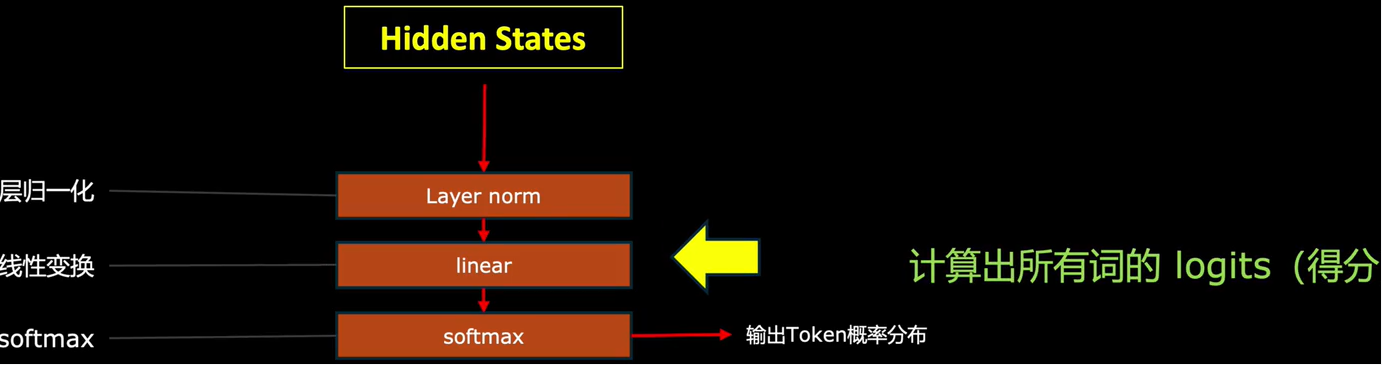 Hidden States
层归一化
Layer norm
线性变换
linear
计算出所有词的 logits（得分
softmax
softmax
输出Token概率分布